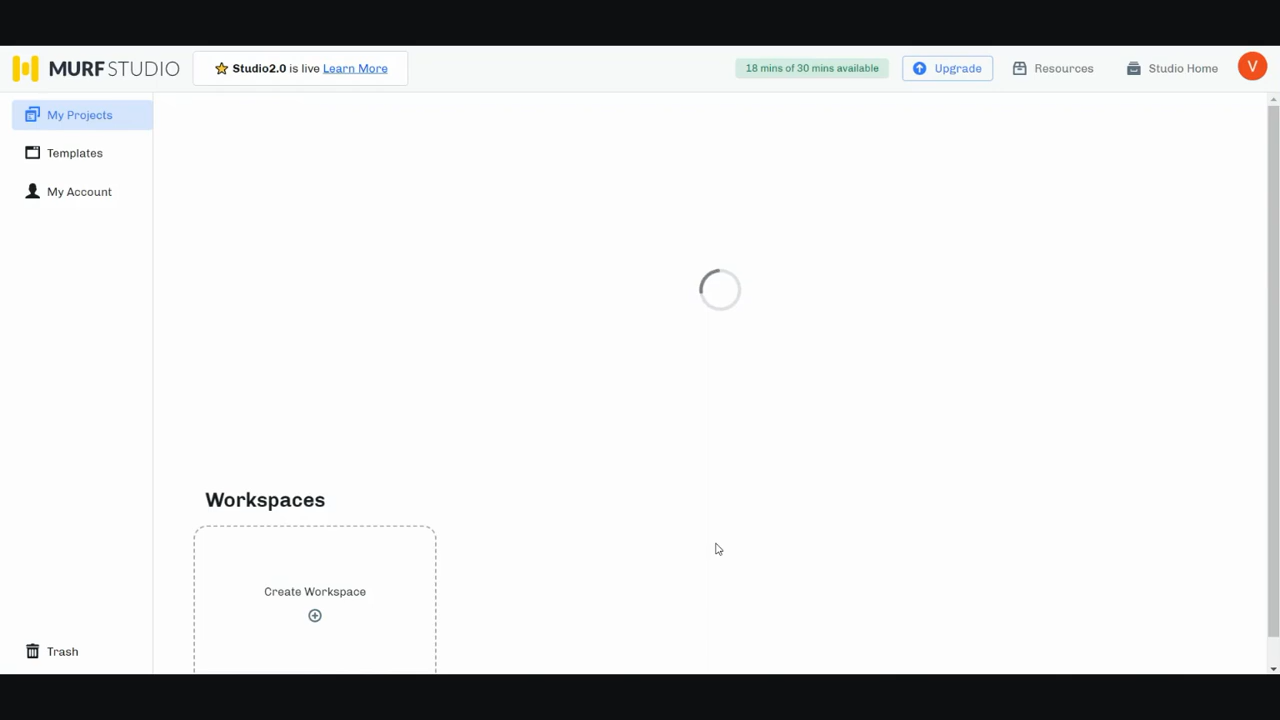 MURF STUDIO
Studio2.0 is live Learn More
18 mins of 30 mins available
Upgrade
Resources
Studio Home
V
My Projects
Templates
My Account
Workspaces
Create Workspace
Trash